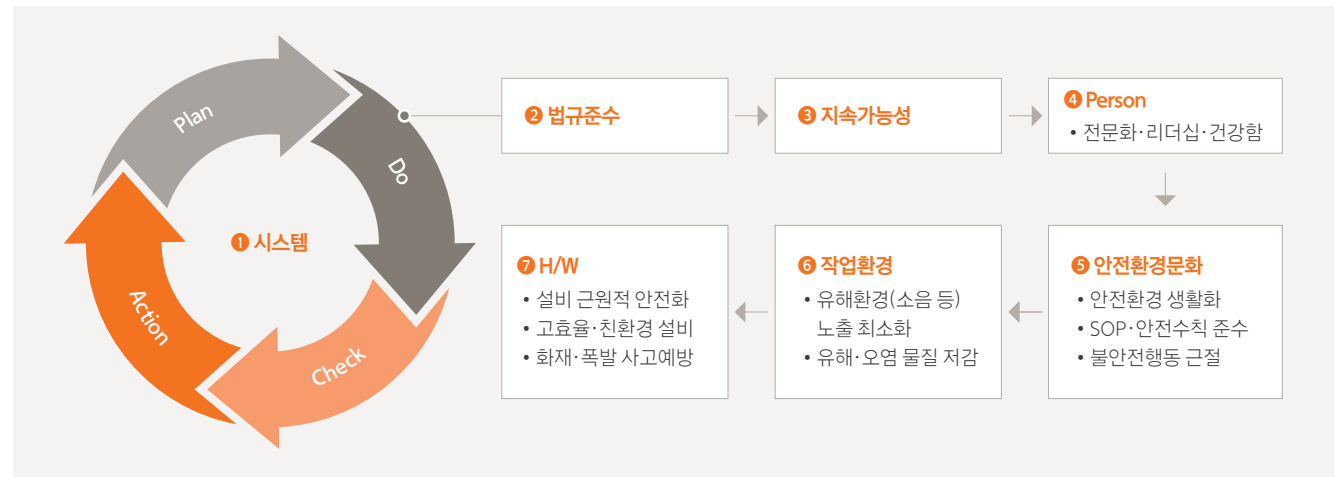 Plan
Do
Check
Action
❶ 시스템
❷ 법규준수
❸ 지속가능성
❹ Person
• 전문화·리더십·건강함
❺ 안전환경문화
• 안전환경 생활화
• SOP·안전수칙 준수
• 불안전행동 근절
❻ 작업환경
• 유해환경(소음 등)
노출 최소화
• 유해·오염 물질 저감
❼ H/W
• 설비 근원적 안전화
• 고효율·친환경 설비
• 화재·폭발 사고예방